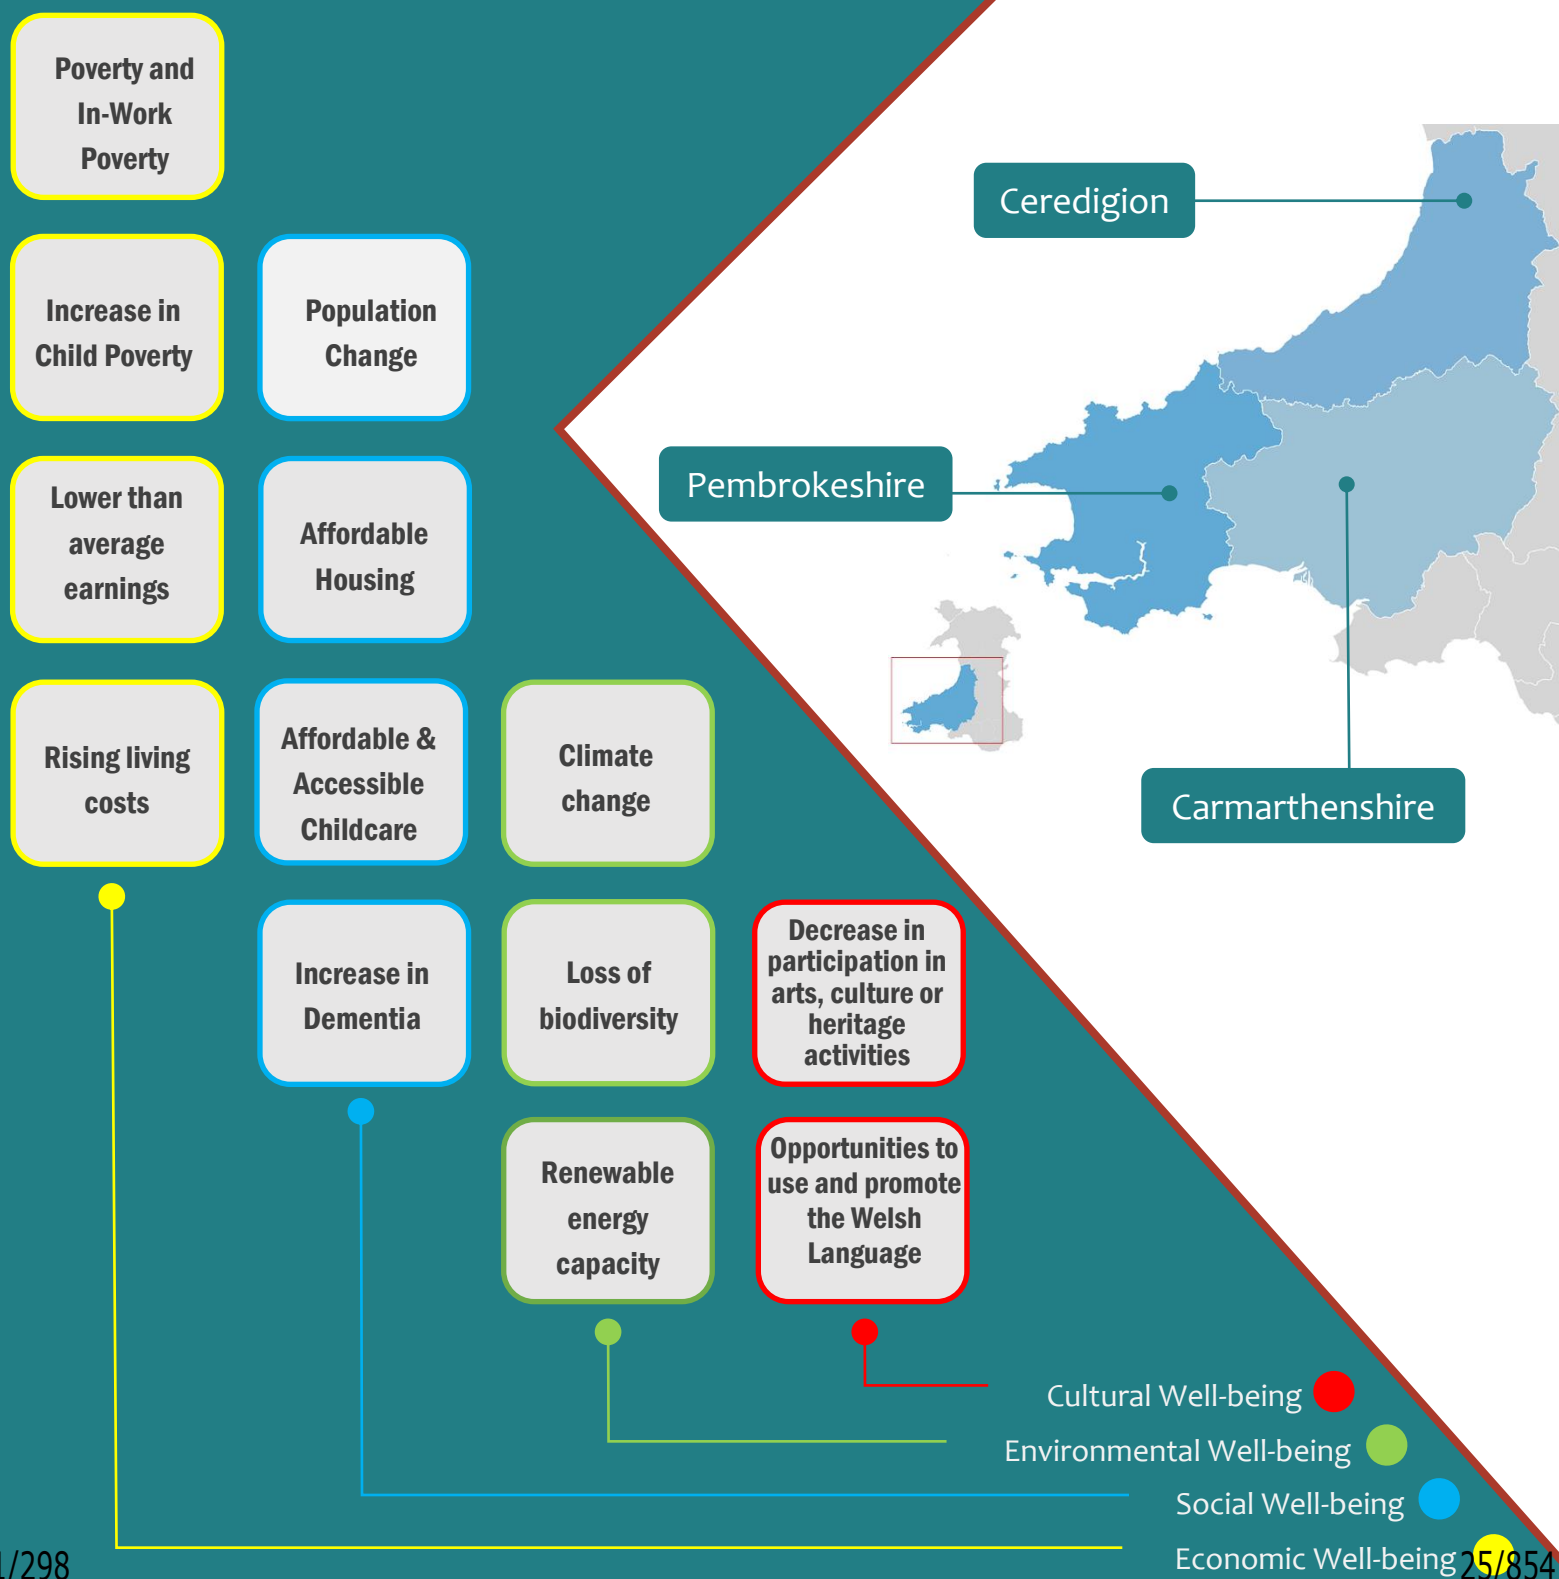 Poverty and
In-Work
Poverty
Increase in
Child Poverty
Population
Change
Lower than
average
earnings
Affordable
Housing
Rising living
costs
Affordable &
Accessible
Childcare
Climate
change
Increase in
Dementia
Loss of
biodiversity
Decrease in
participation in
arts, culture or
heritage
activities
Renewable
energy
capacity
Opportunities to
use and promote
the Welsh
Language
Ceredigion
Pembrokeshire
Carmarthenshire
Cultural Well-being
Environmental Well-being
Social Well-being
Economic Well-being
1/298
25/854